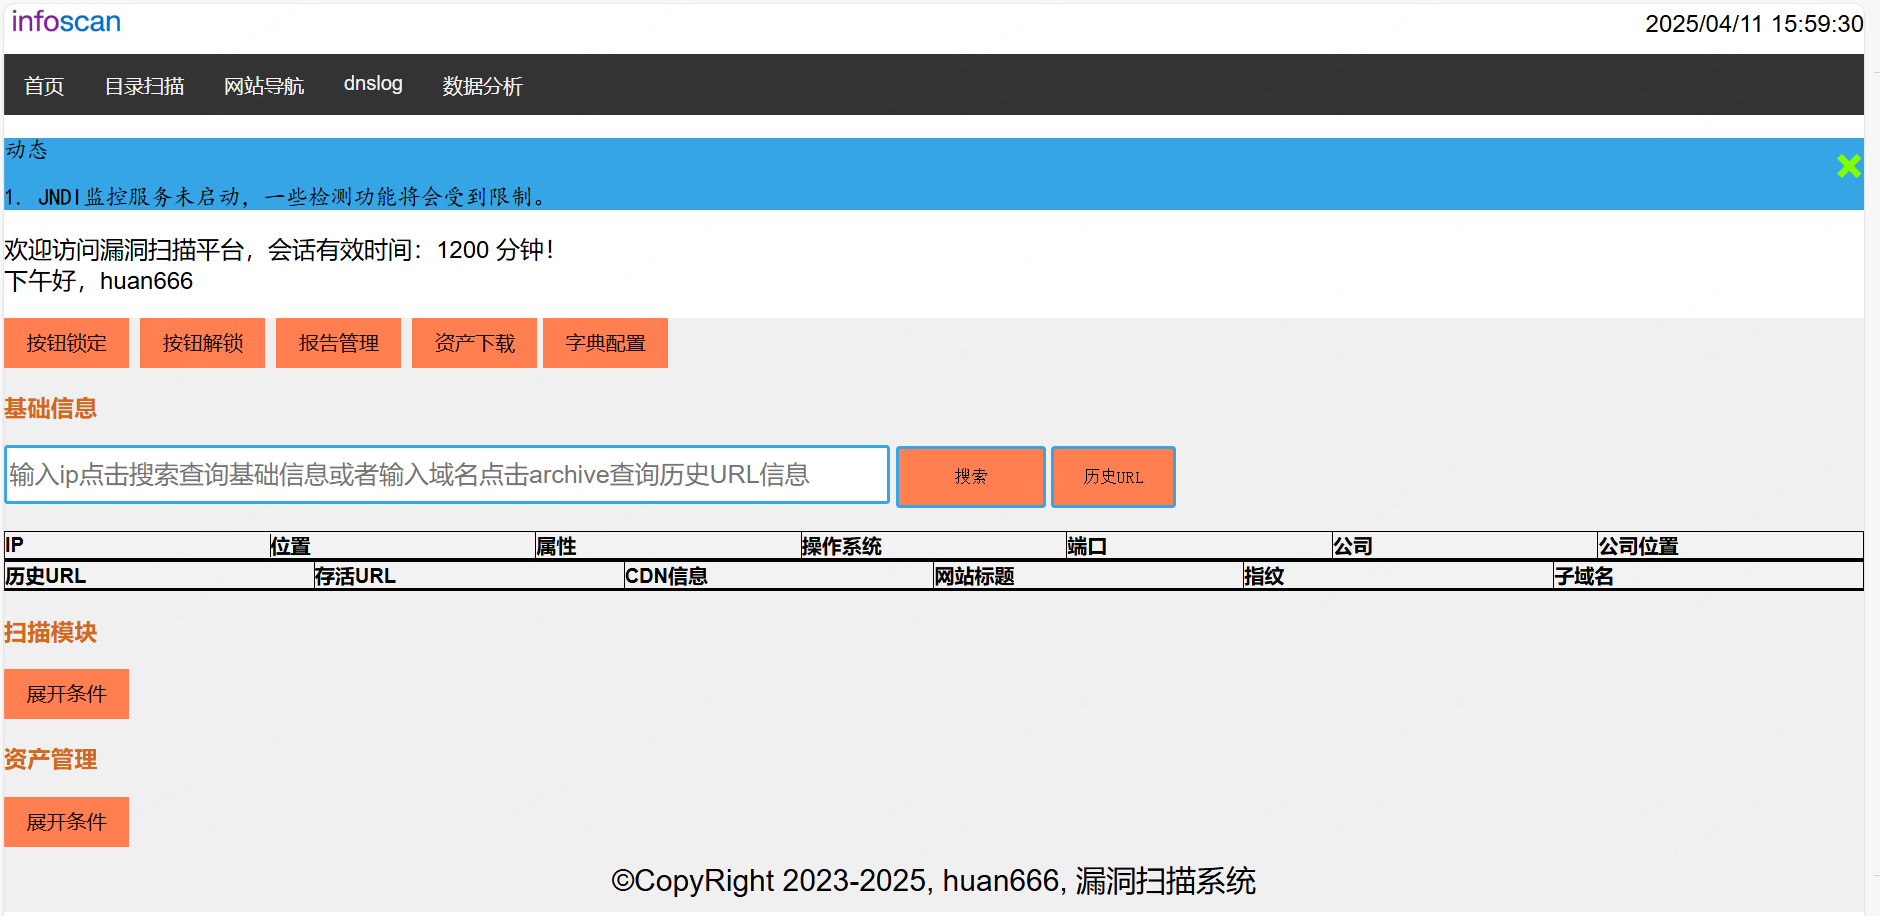 infoscan
2025/04/11 15:59:30
首页 目录扫描 网站导航 dnslog 数据分析
动态
1. JNDI监控服务未启动，一些检测功能将会受到限制。
欢迎访问漏洞扫描平台，会话有效时间：1200 分钟！
下午好，huan666
按钮锁定 按钮解锁 报告管理 资产下载 字典配置
基础信息
输入ip点击搜索查询基础信息或者输入域名点击archive查询历史URL信息 搜索 历史URL
IP 位置 属性 操作系统 端口 公司 公司位置
历史URL 存活URL CDN信息 网站标题 指纹 子域名
扫描模块
展开条件
资产管理
展开条件
©CopyRight 2023-2025, huan666, 漏洞扫描系统